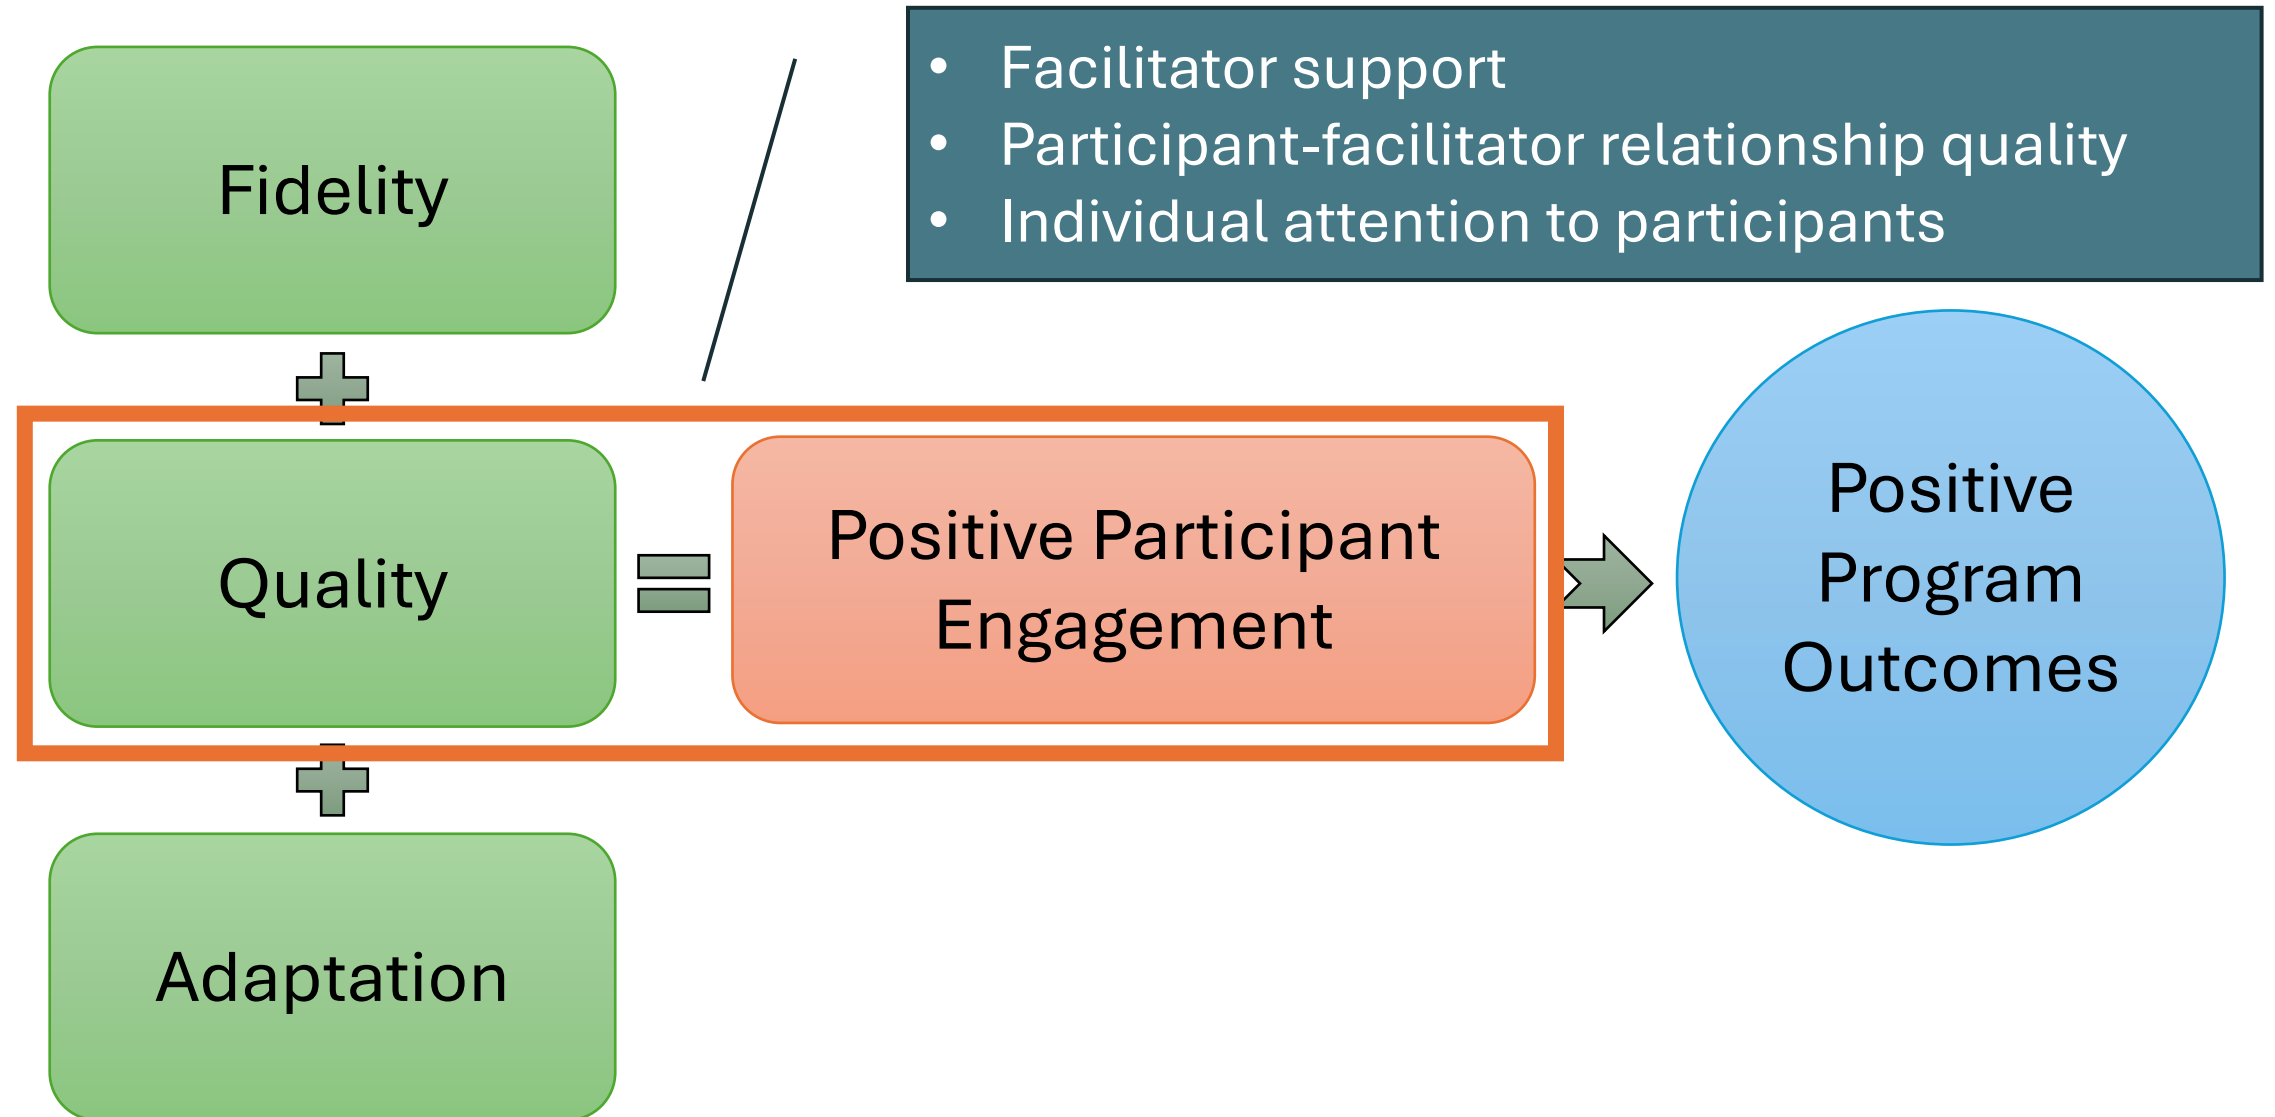 • Facilitator support
• Participant-facilitator relationship quality
• Individual attention to participants
Fidelity
Quality
Positive Participant
Engagement
Positive
Program
Outcomes
Adaptation